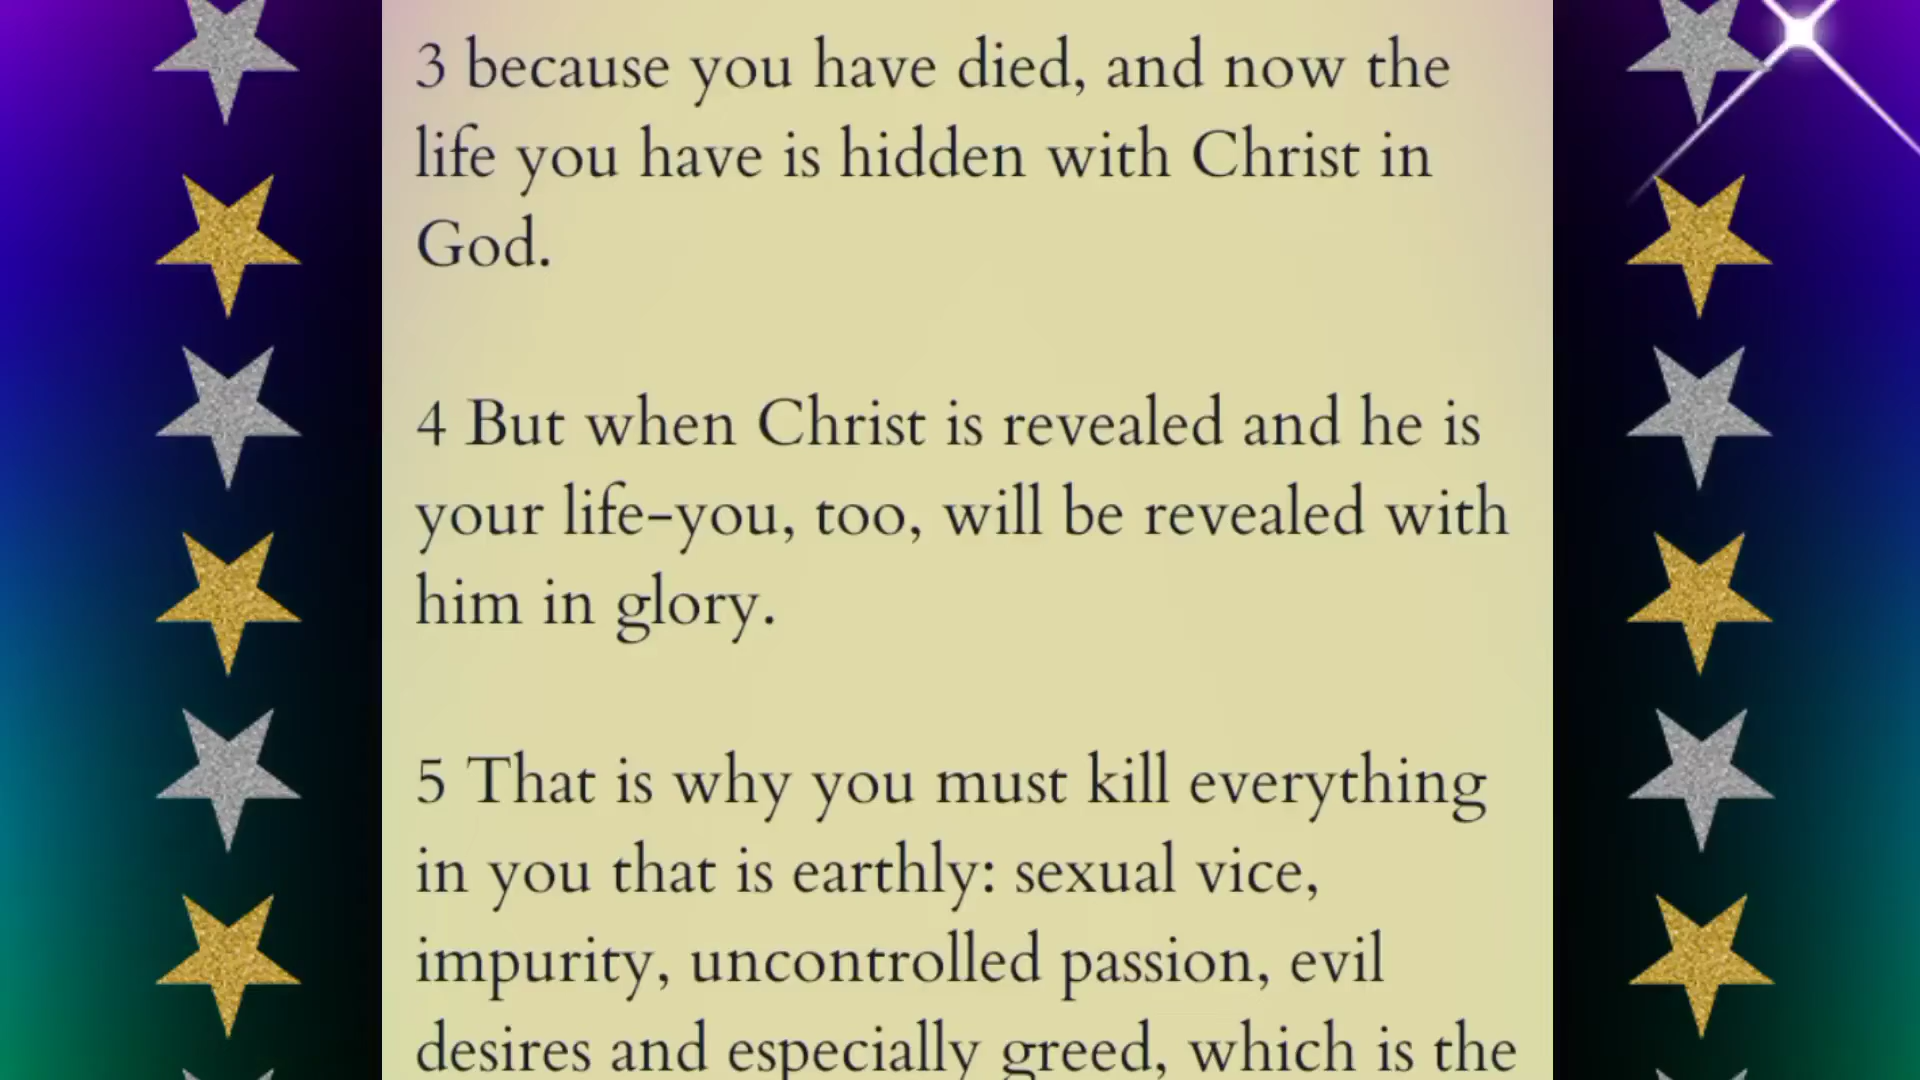 3 because you have died, and now the
life you have is hidden with Christ in
God.
4 But when Christ is revealed and he is
your life-you, too, will be revealed with
him in glory.
5 That is why you must kill everything
in you that is earthly: sexual vice,
impurity, uncontrolled passion, evil
desires and especially greed, which is the